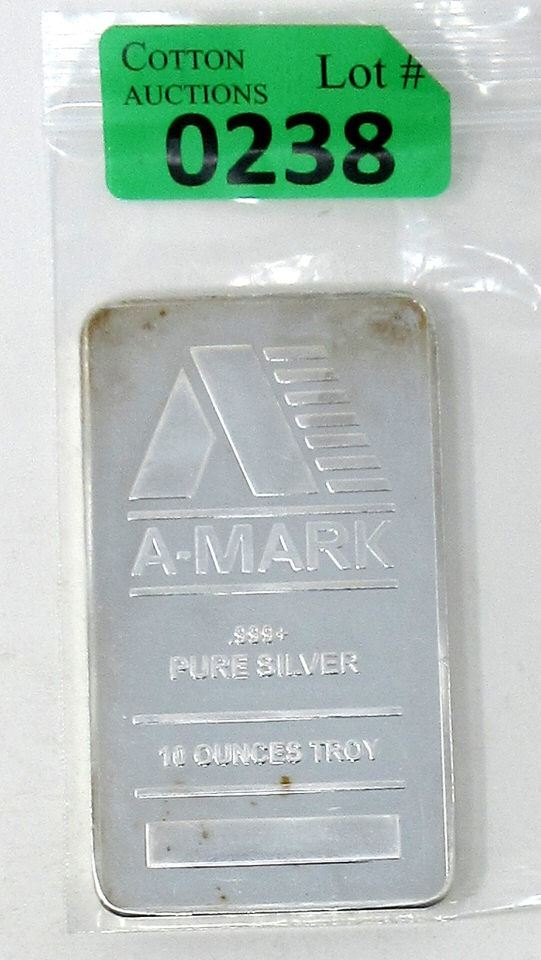 COTTON
AUCTIONS
Lot #
0238
A-MARK
.999+
PURE SILVER
10 OUNCES TROY